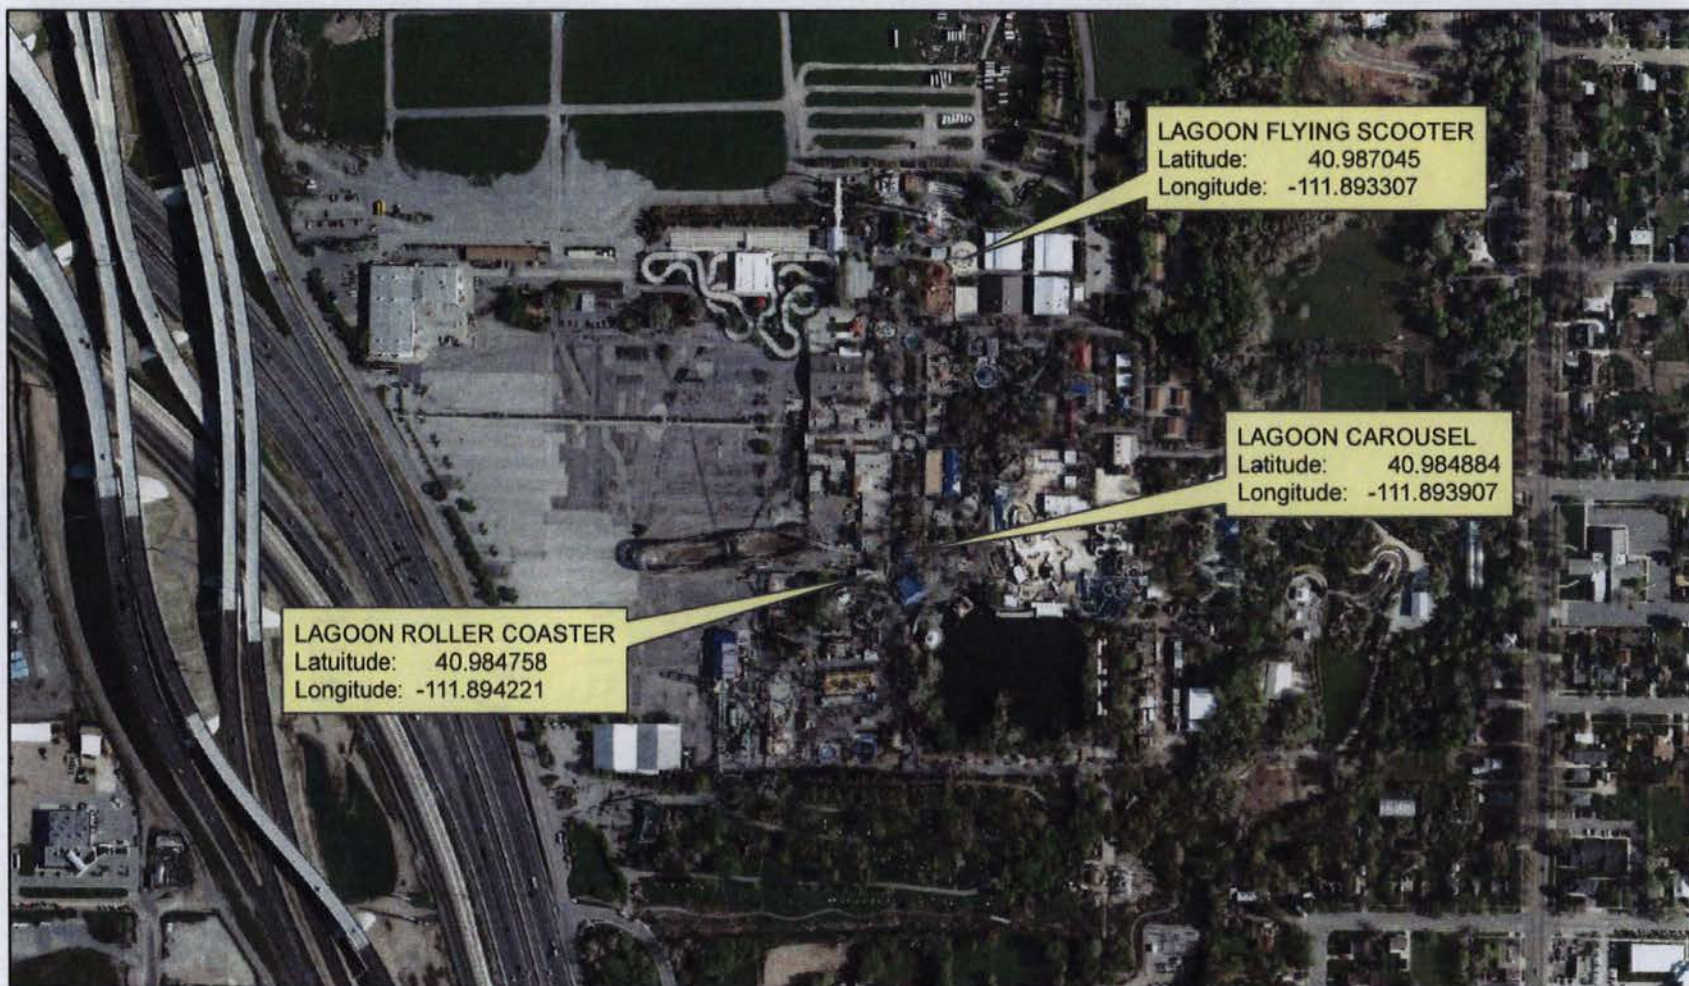 LAGOON FLYING SCOOTER
Latitude: 40.987045
Longitude: -111.893307
LAGOON CAROUSEL
Latitude: 40.984884
Longitude: -111.893907
LAGOON ROLLER COASTER
Latuitude: 40.984758
Longitude: -111.894221